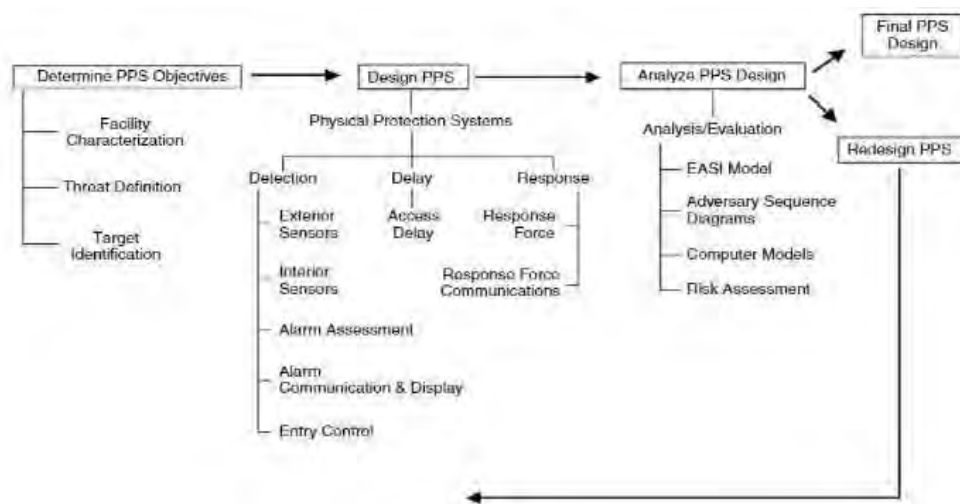 Final PPS
Design
Determine PPS Objectives
Design PPS
Analyze PPS Design
Redesign PPS
Facility
Characterization
Threat Definition
Target
Identification
Physical Protection Systems
Detection
Delay
Response
Exterior
Sensors
Interior
Sensors
Alarm Assessment
Alarm
Communication & Display
Entry Control
Access
Delay
Response
Force
Response Force
Communications
Analysis/Evaluation
EASI Model
Adversary Sequence
Diagrams
Computer Models
Risk Assessment